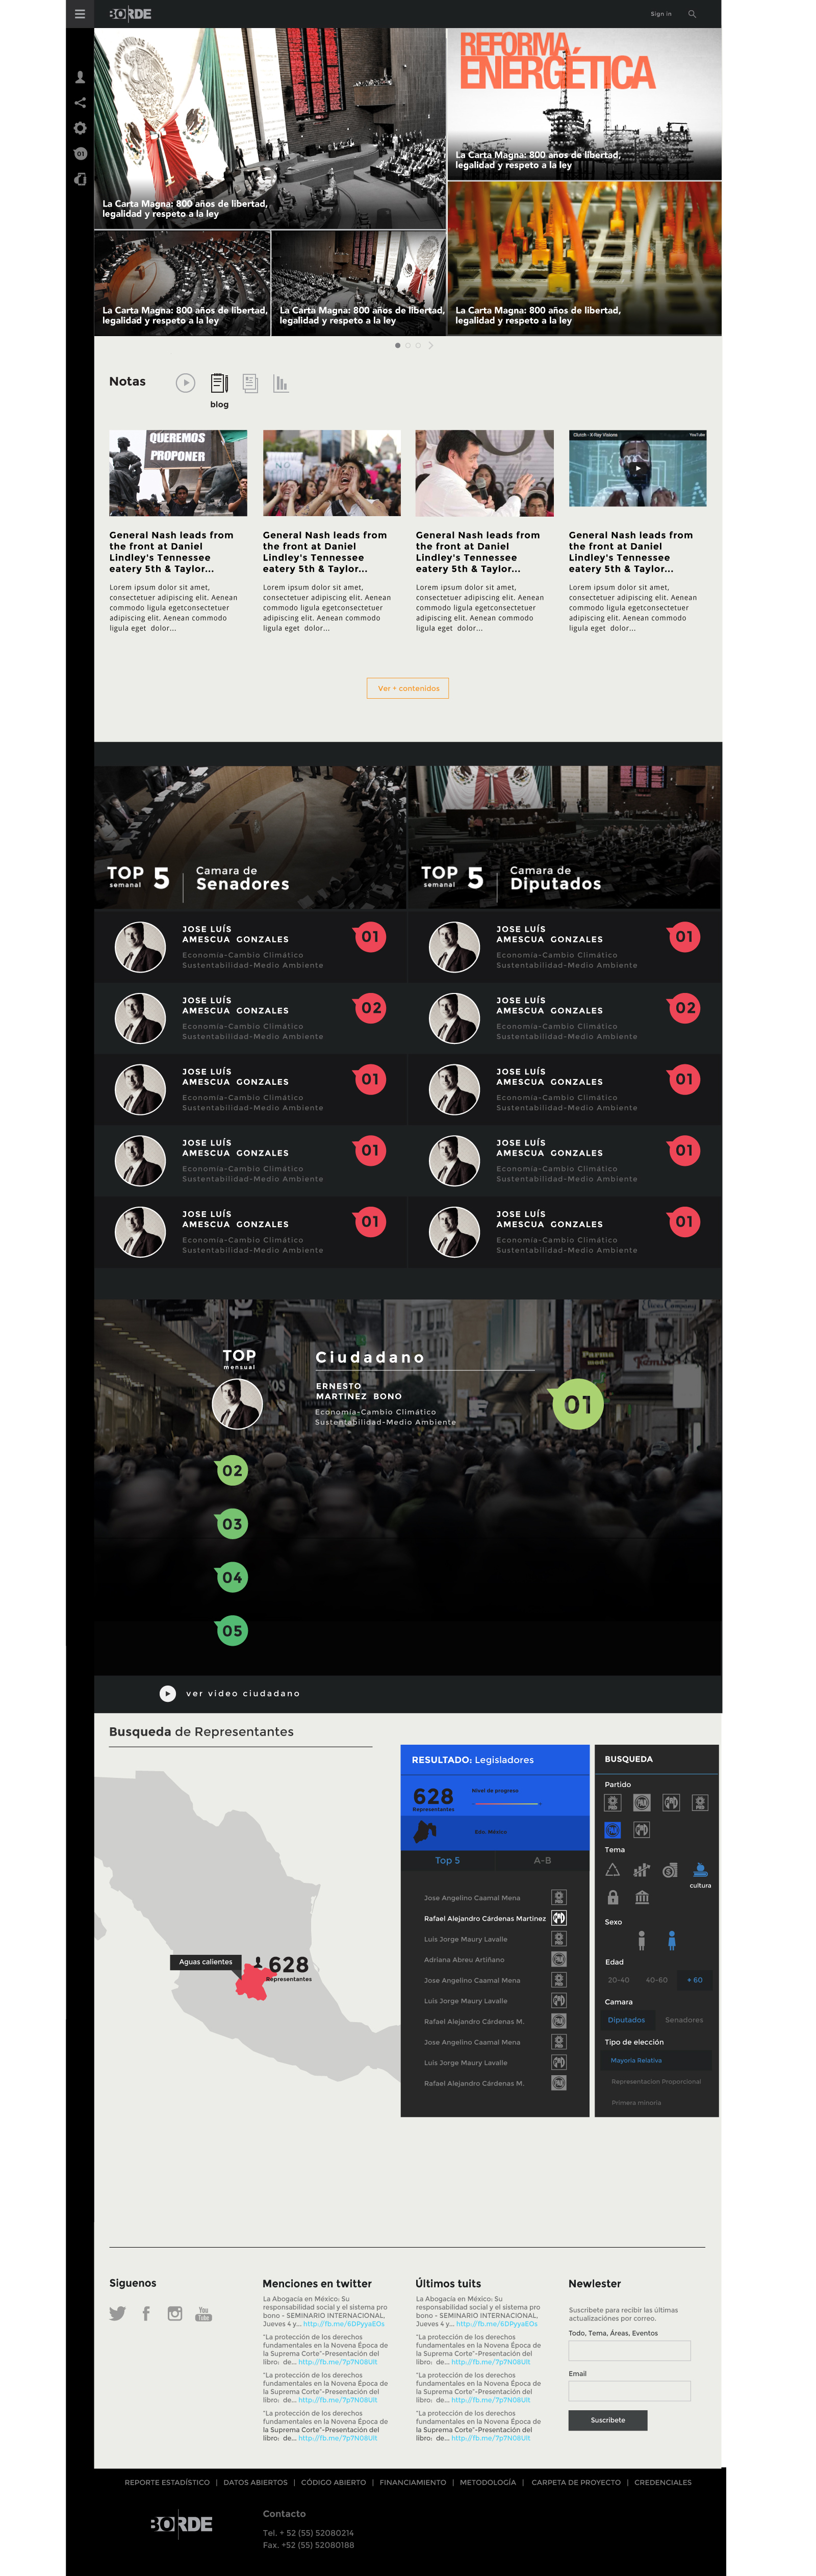 BORDE
Sign in
01
REFORMA
ENERGÉTICA
La Carta Magna: 800 años de libertad,
legalidad y respeto a la ley
La Carta Magna: 800 años de libertad,
legalidad y respeto a la ley
La Carta Magna: 800 años de libertad,
legalidad y respeto a la ley
La Carta Magna: 800 años de libertad,
legalidad y respeto a la ley
La Carta Magna: 800 años de libertad,
legalidad y respeto a la ley
Notas
blog
QUEREMOS
PROPONER
NO
Clutch - X-Ray Visions
YouTube
General Nash leads from
the front at Daniel
Lindley's Tennessee
eatery 5th & Taylor...
Lorem ipsum dolor sit amet,
consectetuer adipiscing elit. Aenean
commodo ligula egetconsectetuer
adipiscing elit. Aenean commodo
ligula eget dolor...
General Nash leads from
the front at Daniel
Lindley's Tennessee
eatery 5th & Taylor...
Lorem ipsum dolor sit amet,
consectetuer adipiscing elit. Aenean
commodo ligula egetconsectetuer
adipiscing elit. Aenean commodo
ligula eget dolor...
General Nash leads from
the front at Daniel
Lindley's Tennessee
eatery 5th & Taylor...
Lorem ipsum dolor sit amet,
consectetuer adipiscing elit. Aenean
commodo ligula egetconsectetuer
adipiscing elit. Aenean commodo
ligula eget dolor...
General Nash leads from
the front at Daniel
Lindley's Tennessee
eatery 5th & Taylor...
Lorem ipsum dolor sit amet,
consectetuer adipiscing elit. Aenean
commodo ligula egetconsectetuer
adipiscing elit. Aenean commodo
ligula eget dolor...
Ver + contenidos
TOP 5
semanal
Camara de
Senadores
TOP 5
semanal
Camara de
Diputados
JOSE LUÍS
AMESCUA GONZALES
Economía-Cambio Climático
Sustentabilidad-Medio Ambiente
01
JOSE LUÍS
AMESCUA GONZALES
Economía-Cambio Climático
Sustentabilidad-Medio Ambiente
01
JOSE LUÍS
AMESCUA GONZALES
Economía-Cambio Climático
Sustentabilidad-Medio Ambiente
02
JOSE LUÍS
AMESCUA GONZALES
Economía-Cambio Climático
Sustentabilidad-Medio Ambiente
02
JOSE LUÍS
AMESCUA GONZALES
Economía-Cambio Climático
Sustentabilidad-Medio Ambiente
01
JOSE LUÍS
AMESCUA GONZALES
Economía-Cambio Climático
Sustentabilidad-Medio Ambiente
01
JOSE LUÍS
AMESCUA GONZALES
Economía-Cambio Climático
Sustentabilidad-Medio Ambiente
01
JOSE LUÍS
AMESCUA GONZALES
Economía-Cambio Climático
Sustentabilidad-Medio Ambiente
01
JOSE LUÍS
AMESCUA GONZALES
Economía-Cambio Climático
Sustentabilidad-Medio Ambiente
01
JOSE LUÍS
AMESCUA GONZALES
Economía-Cambio Climático
Sustentabilidad-Medio Ambiente
01
Parma
TOP
mensual
Ciudadano
ERNESTO
MARTINEZ BONO
Economía-Cambio Climático
Sustentabilidad-Medio Ambiente
01
02
03
04
05
ver video ciudadano
Busqueda de Representantes
Aguas calientes
628
Representantes
RESULTADO: Legisladores
628
Representantes
Nivel de progreso
Edo. México
Top 5
A-B
Jose Angelino Caamal Mena
Rafael Alejandro Cárdenas Martinez
Luis Jorge Maury Lavalle
Adriana Abreu Artiñano
Jose Angelino Caamal Mena
Luis Jorge Maury Lavalle
Rafael Alejandro Cárdenas M.
Jose Angelino Caamal Mena
Luis Jorge Maury Lavalle
Rafael Alejandro Cárdenas M.
BUSQUEDA
Partido
Tema
cultura
Sexo
Edad
20-40
40-60
+ 60
Camara
Diputados
Senadores
Tipo de elección
Mayoría Relativa
Representacion Proporcional
Primera minoria
Siguenos
You
Tube
Menciones en twitter
La Abogacía en México: Su
responsabilidad social y el sistema pro
bono - SEMINARIO INTERNACIONAL,
Jueves 4 y... http://fb.me/6DPyyaEOs
"La protección de los derechos
fundamentales en la Novena Época de
la Suprema Corte"-Presentación del
libro: de... http://fb.me/7p7N08Ult
"La protección de los derechos
fundamentales en la Novena Época de
la Suprema Corte"-Presentación del
libro: de... http://fb.me/7p7N08Ult
"La protección de los derechos
fundamentales en la Novena Época de
la Suprema Corte"-Presentación del
libro: de... http://fb.me/7p7N08Ult
Últimos tuits
La Abogacía en México: Su
responsabilidad social y el sistema pro
bono - SEMINARIO INTERNACIONAL,
Jueves 4 y... http://fb.me/6DPyyaEOs
"La protección de los derechos
fundamentales en la Novena Época de
la Suprema Corte"-Presentación del
libro: de... http://fb.me/7p7N08Ult
"La protección de los derechos
fundamentales en la Novena Época de
la Suprema Corte"-Presentación del
libro: de... http://fb.me/7p7N08Ult
"La protección de los derechos
fundamentales en la Novena Época de
la Suprema Corte"-Presentación del
libro: de... http://fb.me/7p7N08Ult
Newlester
Suscribete para recibir las últimas
actualizaciónes por correo.
Todo, Tema, Áreas, Eventos
Email
Suscribete
REPORTE ESTADÍSTICO | DATOS ABIERTOS | CÓDIGO ABIERTO | FINANCIAMIENTO | METODOLOGÍA | CARPETA DE PROYECTO | CREDENCIALES
BORDE
Contacto
Tel. + 52 (55) 52080214
Fax. +52 (55) 52080188